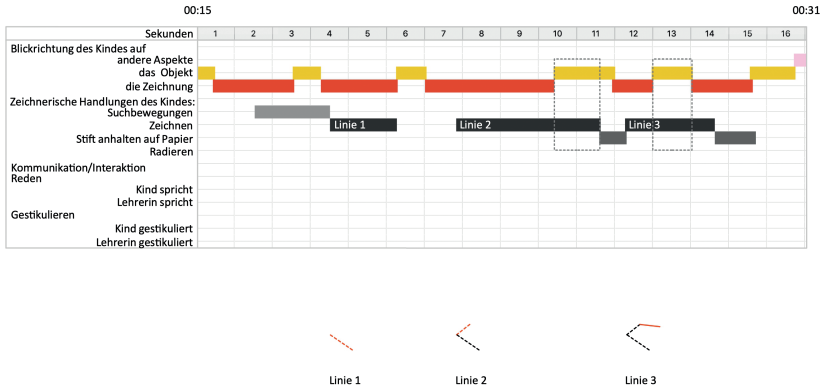 00:15 00:31
Sekunden 1 2 3 4 5 6 7 8 9 10 11 12 13 14 15 16
Blickrichtung des Kindes auf
andere Aspekte
das Objekt
die Zeichnung
Zeichnerische Handlungen des Kindes:
Suchbewegungen
Zeichnen Linie 1 Linie 2 Linie 3
Stift anhalten auf Papier
Radieren
Kommunikation/Interaktion
Reden
Kind spricht
Lehrerin spricht
Gestikulieren
Kind gestikuliert
Lehrerin gestikuliert
Linie 1 Linie 2 Linie 3